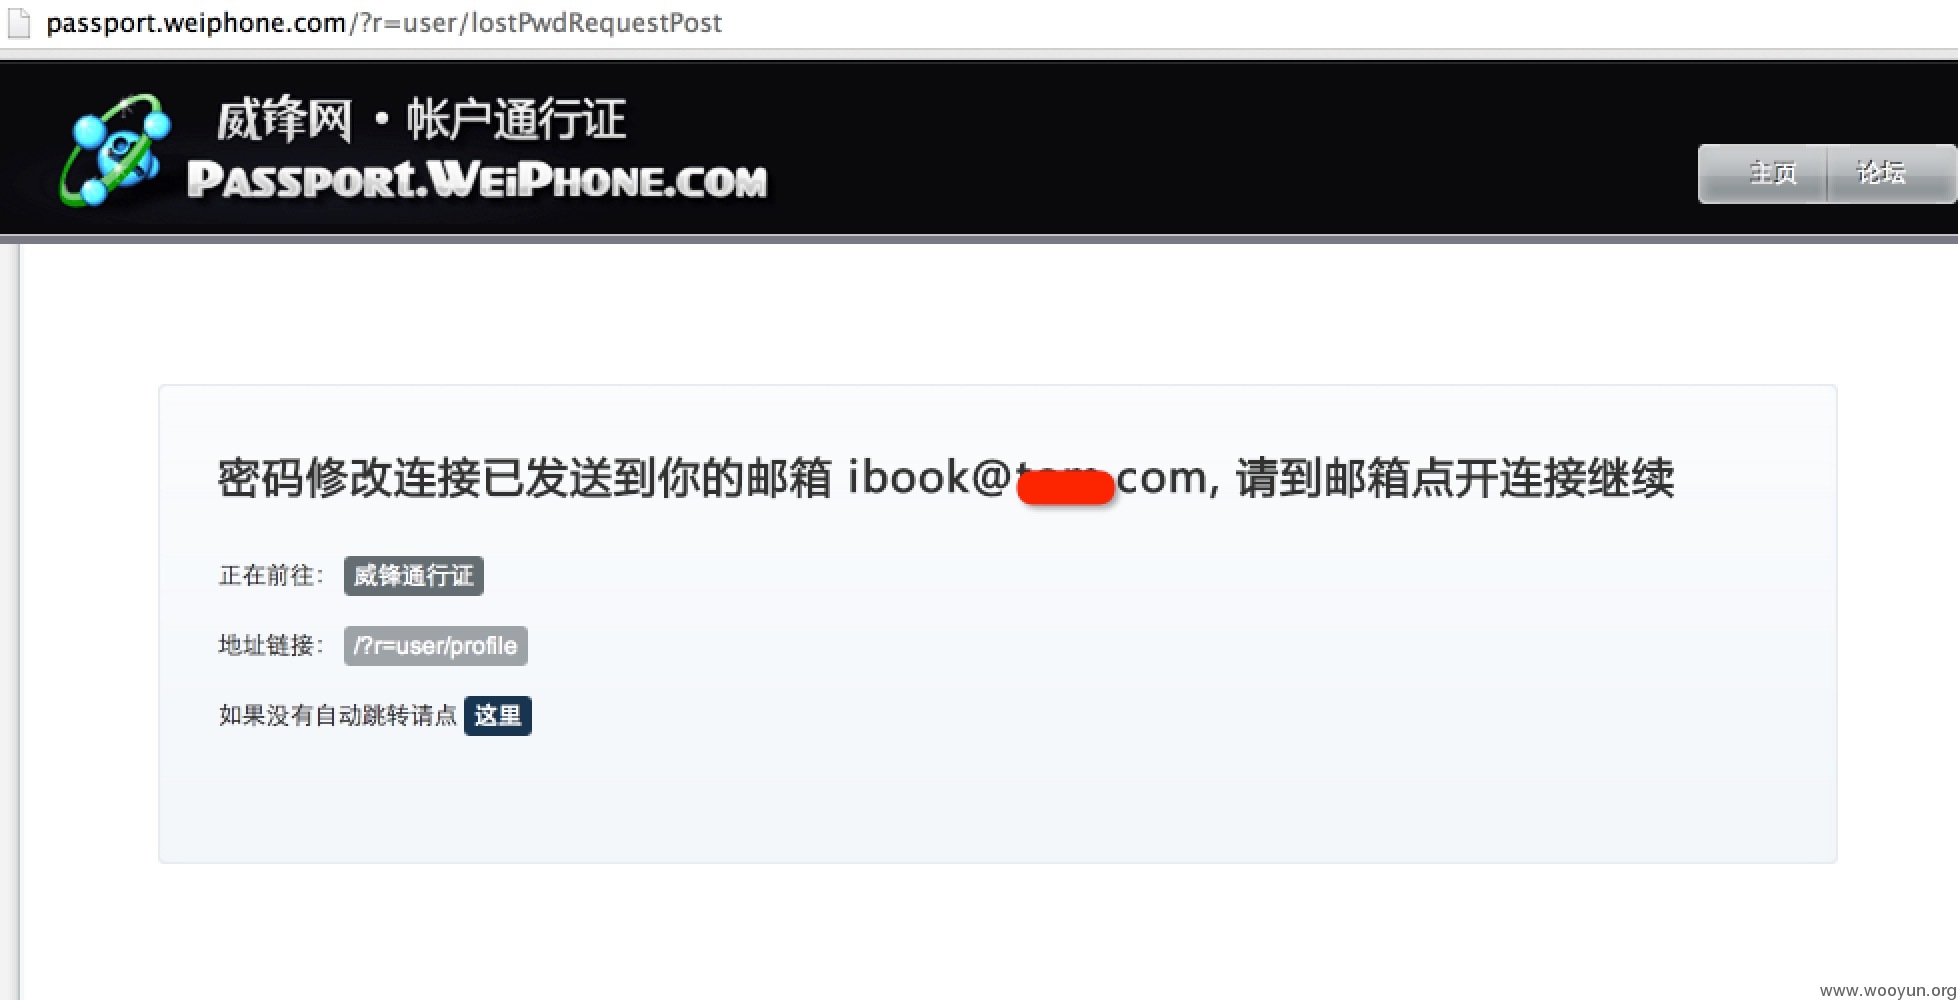 passport.weiphone.com/?r=user/lostPwdRequestPost
威锋网·帐户通行证
PASSPORT.WEIPHONE.COM
主页 论坛
密码修改连接已发送到你的邮箱 ibook@ com, 请到邮箱点开连接继续
正在前往: 威锋通行证
地址链接: /?r=user/profile
如果没有自动跳转请点 这里
www.wooyun.org